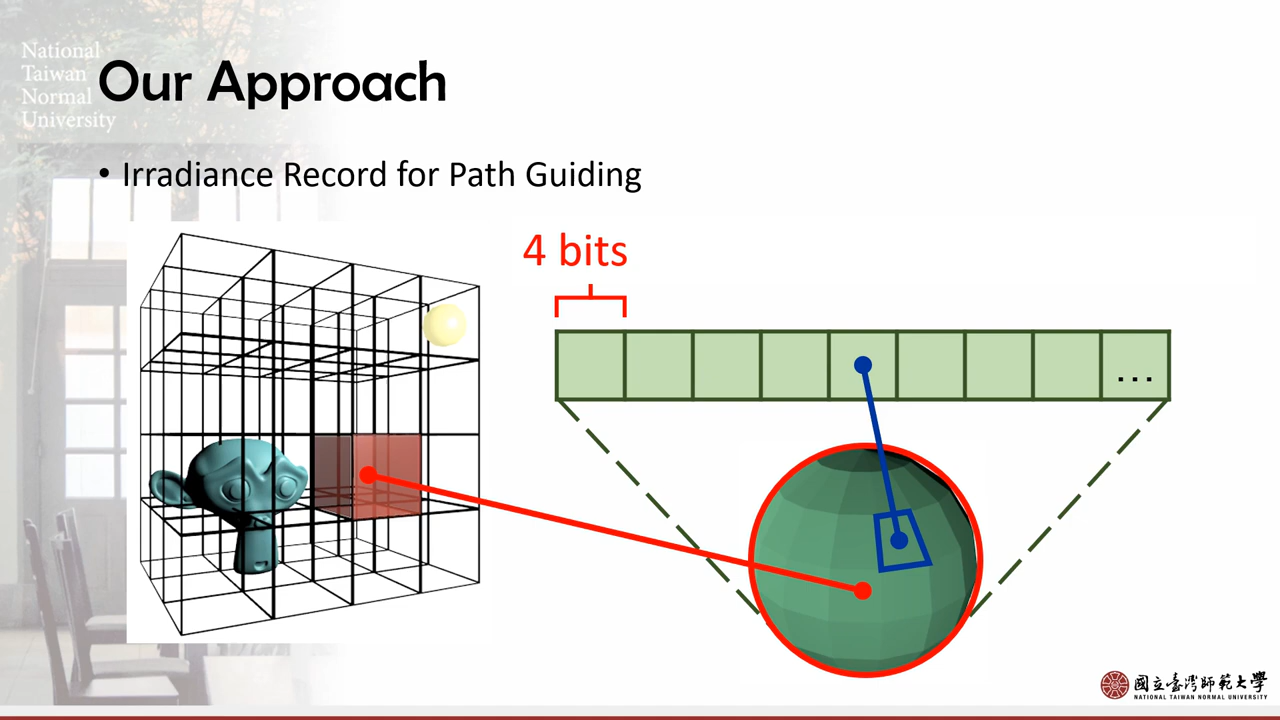 National
Taiwan
Normal
University
Our Approach
• Irradiance Record for Path Guiding
4 bits
...
國立臺灣師範大學
NATIONAL TAIWAN NORMAL UNIVERSITY